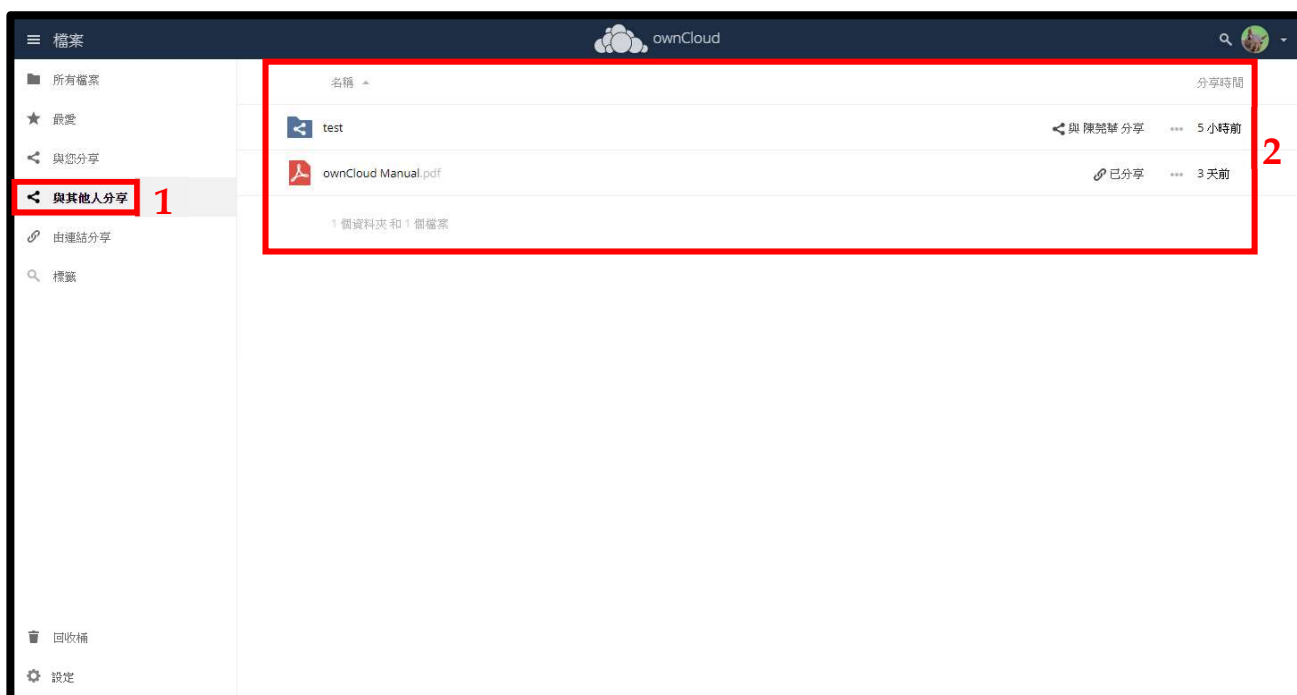 檔案
ownCloud
所有檔案
最愛
與您分享
與其他人分享
1
由連結分享
標籤
回收桶
設定
名稱
分享時間
test
與 陳堯華 分享
5 小時前
ownCloud Manual.pdf
已分享
3 天前
1 個資料夾 和 1 個檔案
2